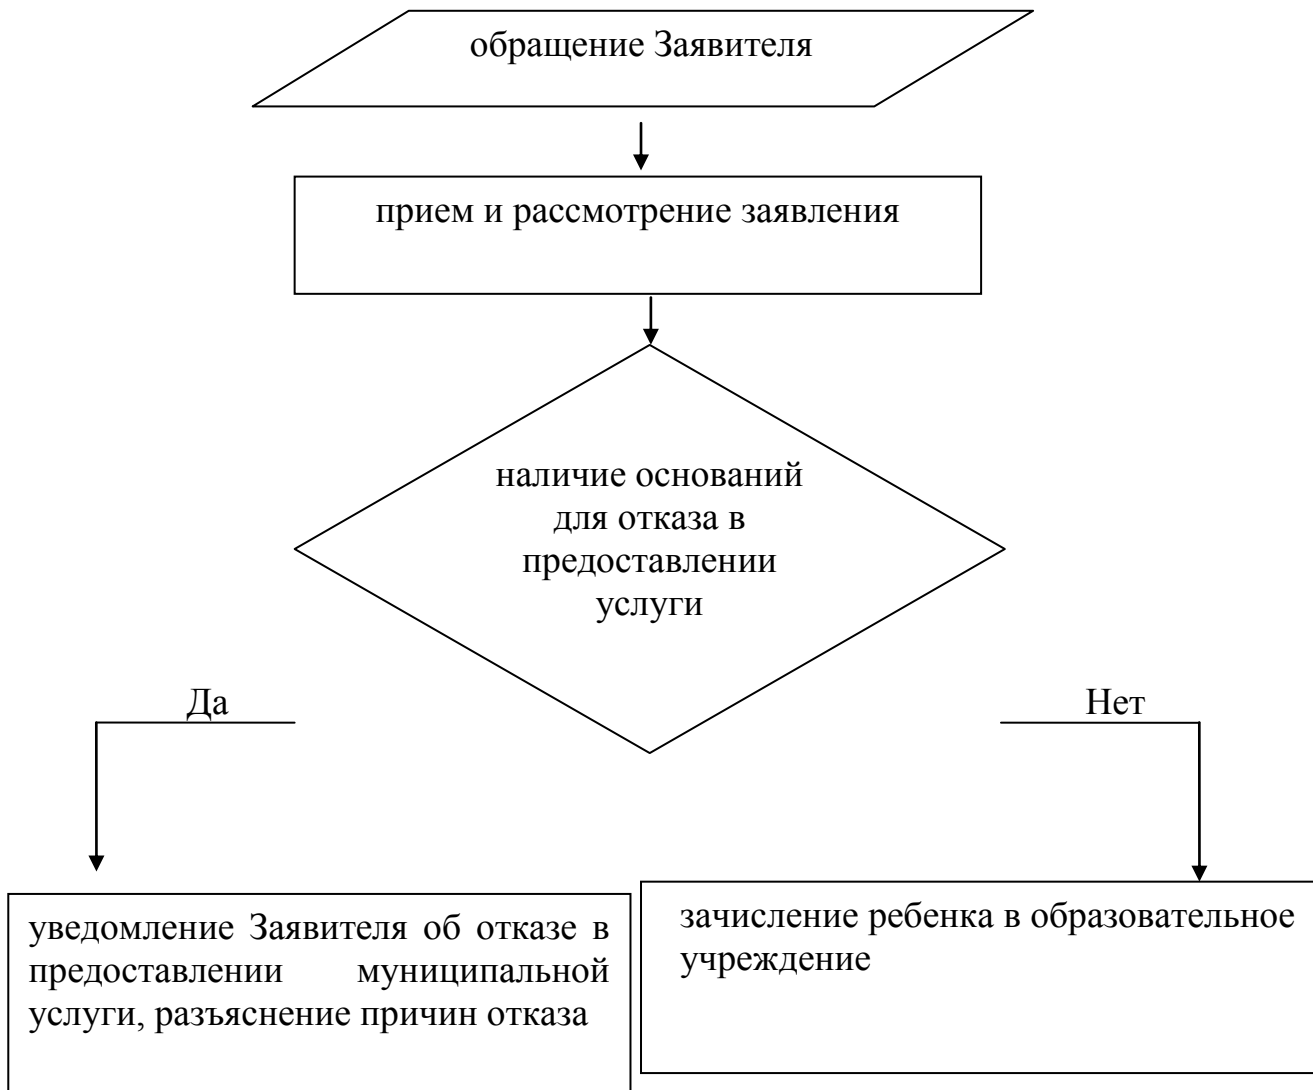 обращение Заявителя
прием и рассмотрение заявления
наличие оснований
для отказа в
предоставлении
услуги
Да
Нет
уведомление Заявителя об отказе в
предоставлении муниципальной
услуги, разъяснение причин отказа
зачисление ребенка в образовательное
учреждение